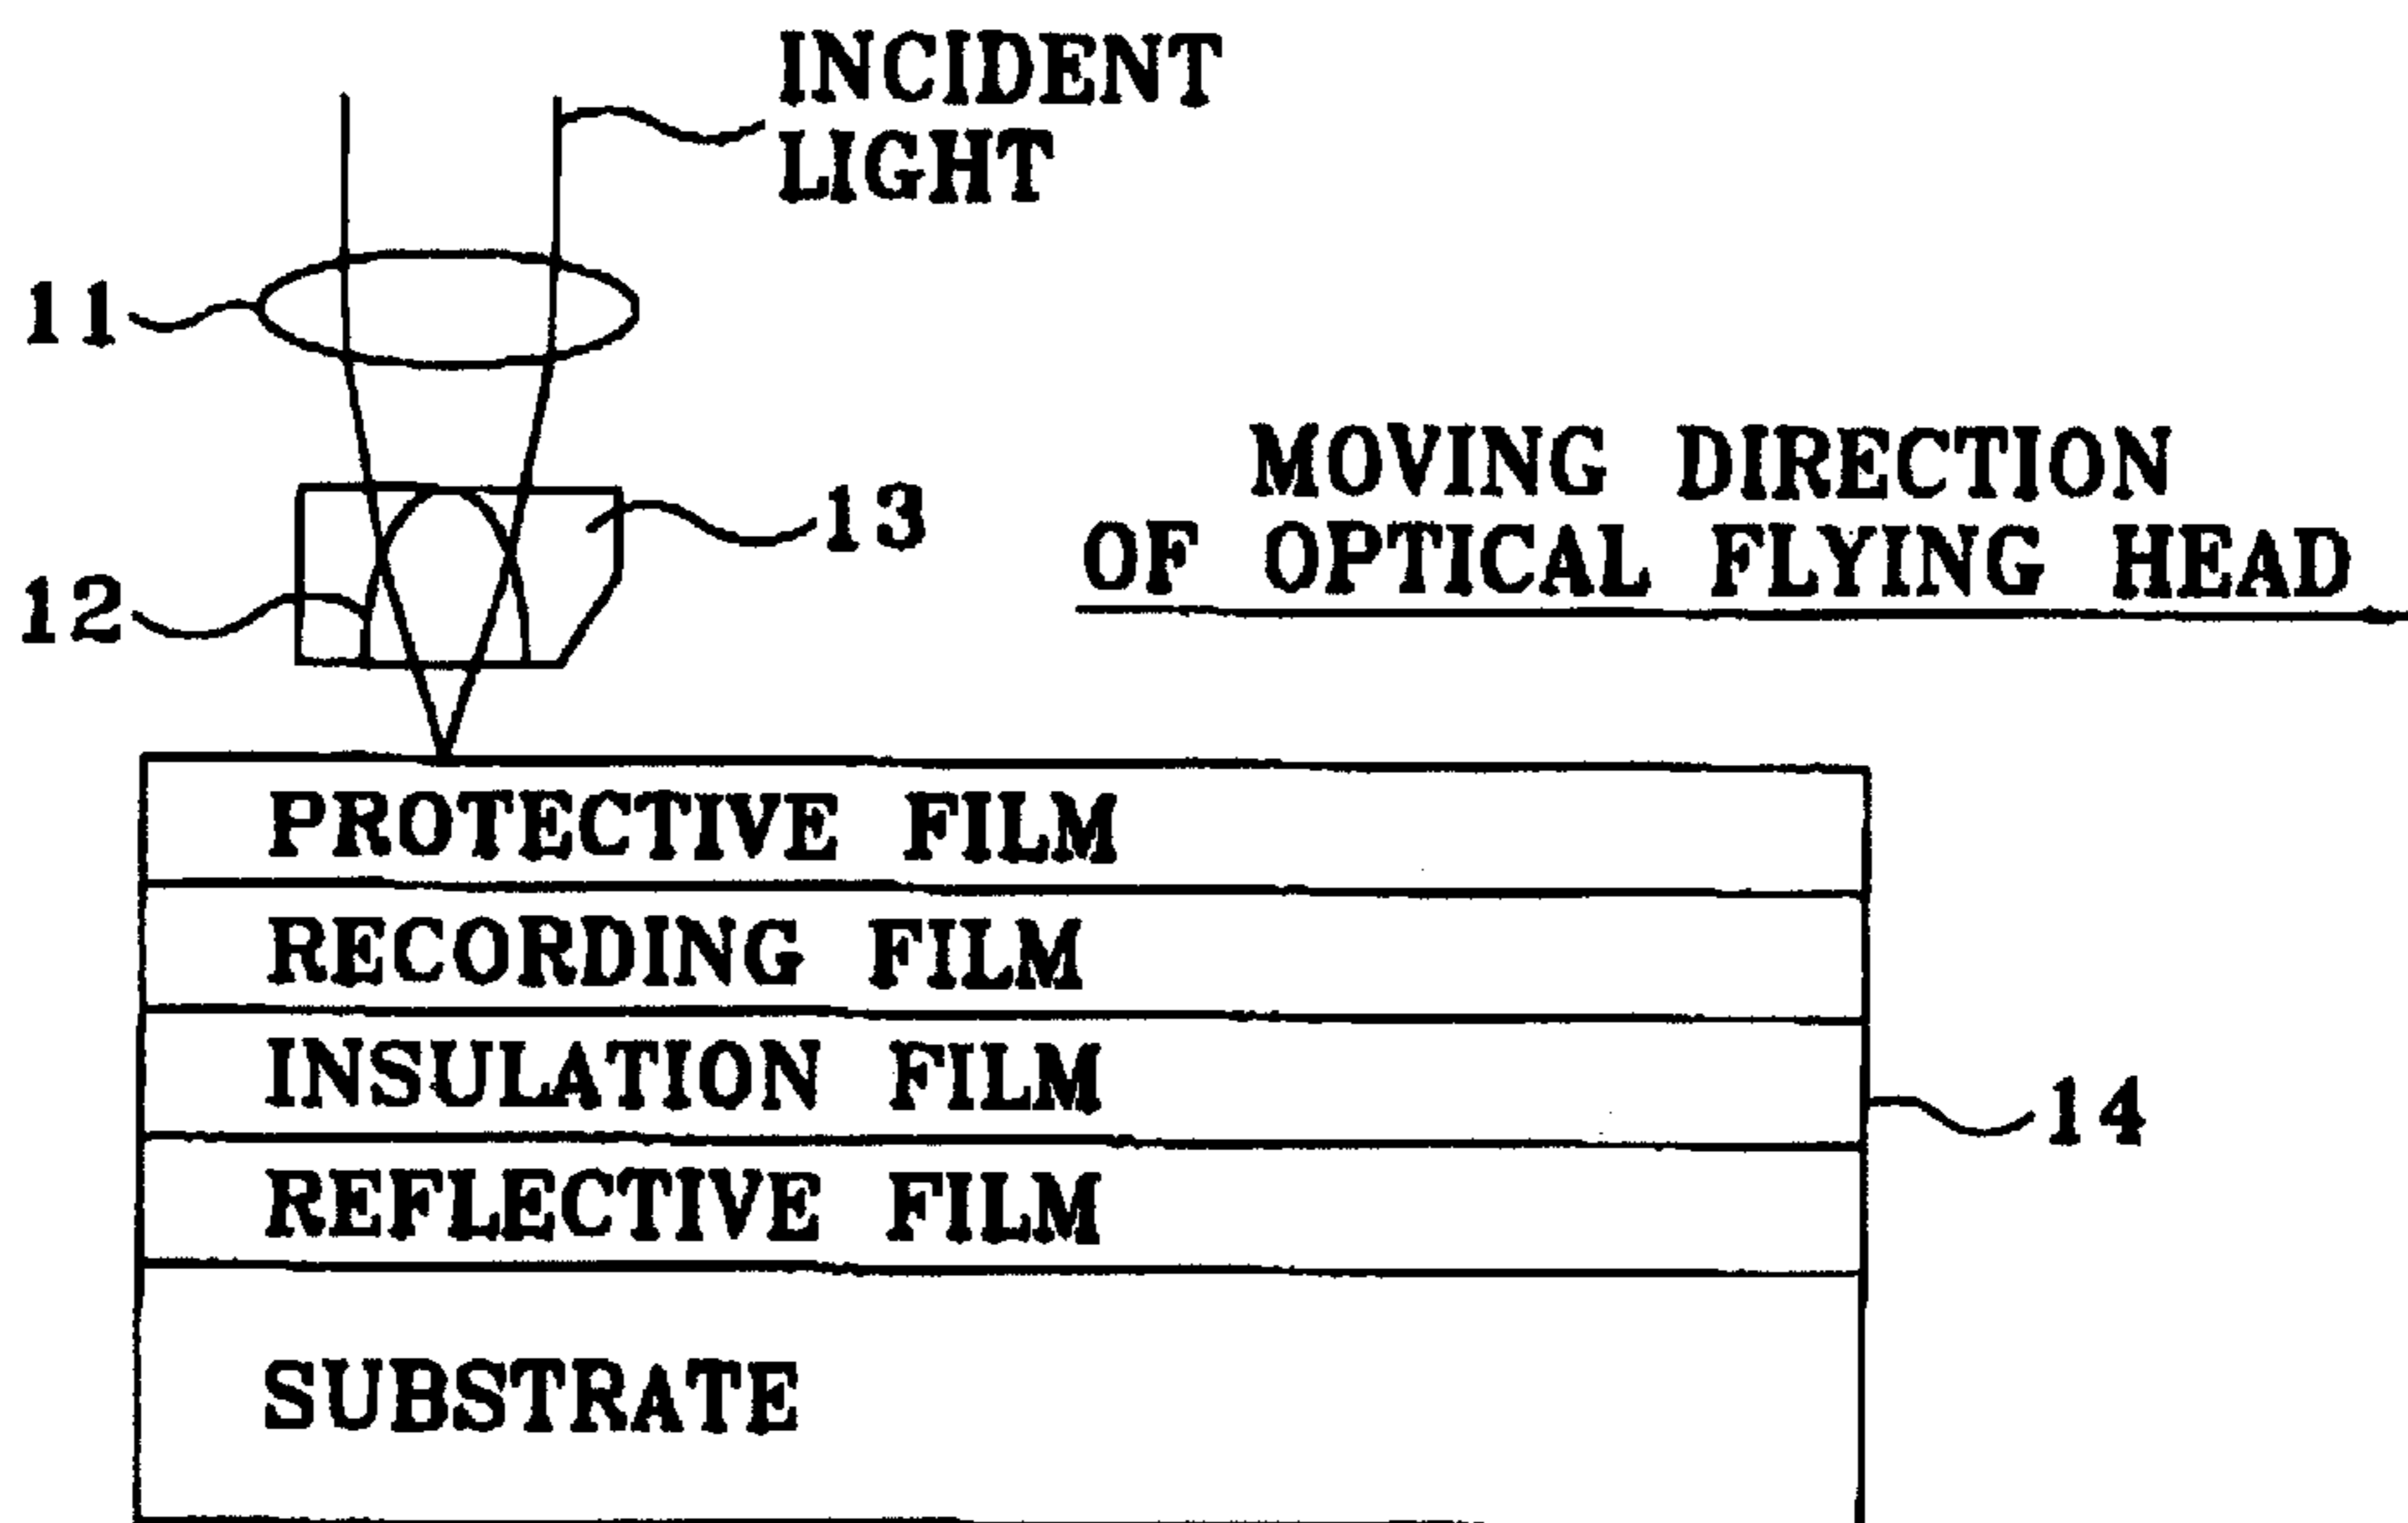 INCIDENT
LIGHT
11
MOVING DIRECTION
13
OF OPTICAL FLYING HEAD
12
PROTECTIVE FILM
RECORDING FILM
INSULATION FILM
14
REFLECTIVE FILM
SUBSTRATE